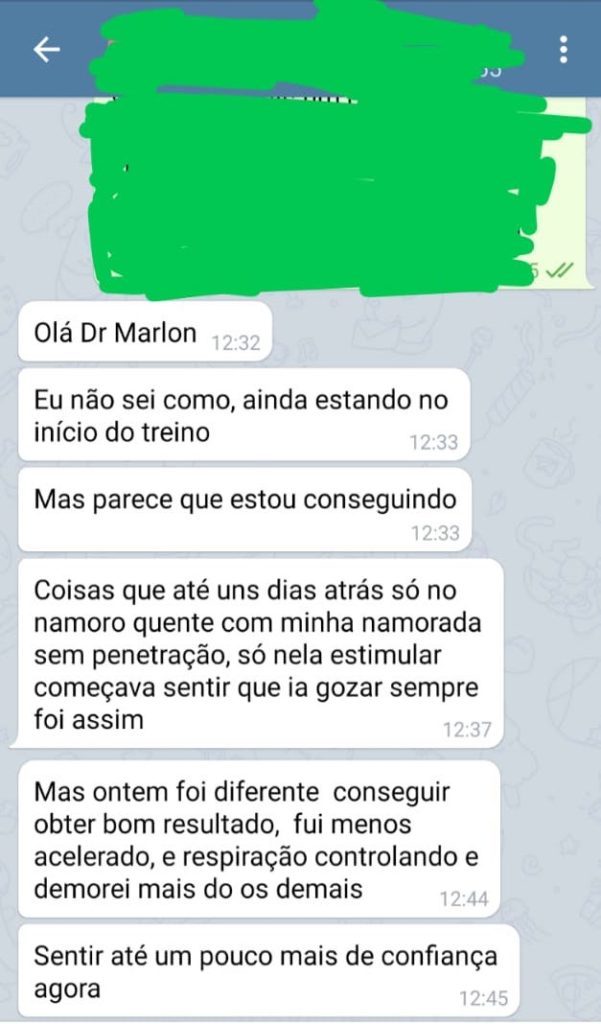 Olá Dr Marlon 12:32
Eu não sei como, ainda estando no
início do treino 12:33
Mas parece que estou conseguindo
12:33
Coisas que até uns dias atrás só no
namoro quente com minha namorada
sem penetração, só nela estimular
começava sentir que ia gozar sempre
foi assim 12:37
Mas ontem foi diferente conseguir
obter bom resultado, fui menos
acelerado, e respiração controlando e
demorei mais do os demais 12:44
Sentir até um pouco mais de confiança
agora 12:45